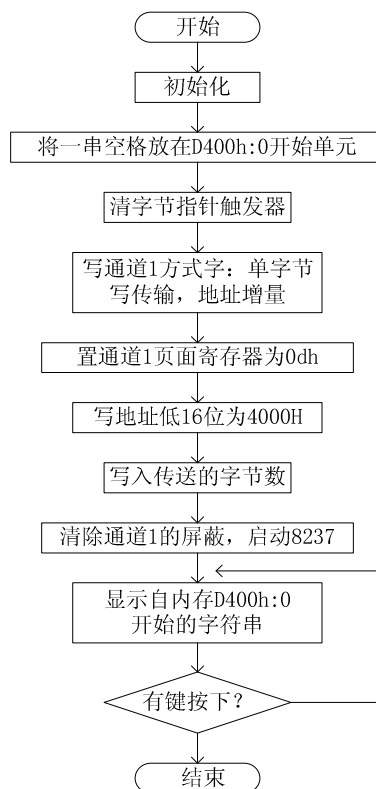 开始
初始化
将一串空格放在D400h:0开始单元
清字节指针触发器
写通道1方式字：单字节
写传输，地址增量
置通道1页面寄存器为0dh
写地址低16位为4000H
写入传送的字节数
清除通道1的屏蔽，启动8237
显示自内存D400h:0
开始的字符串
有键按下？
结束